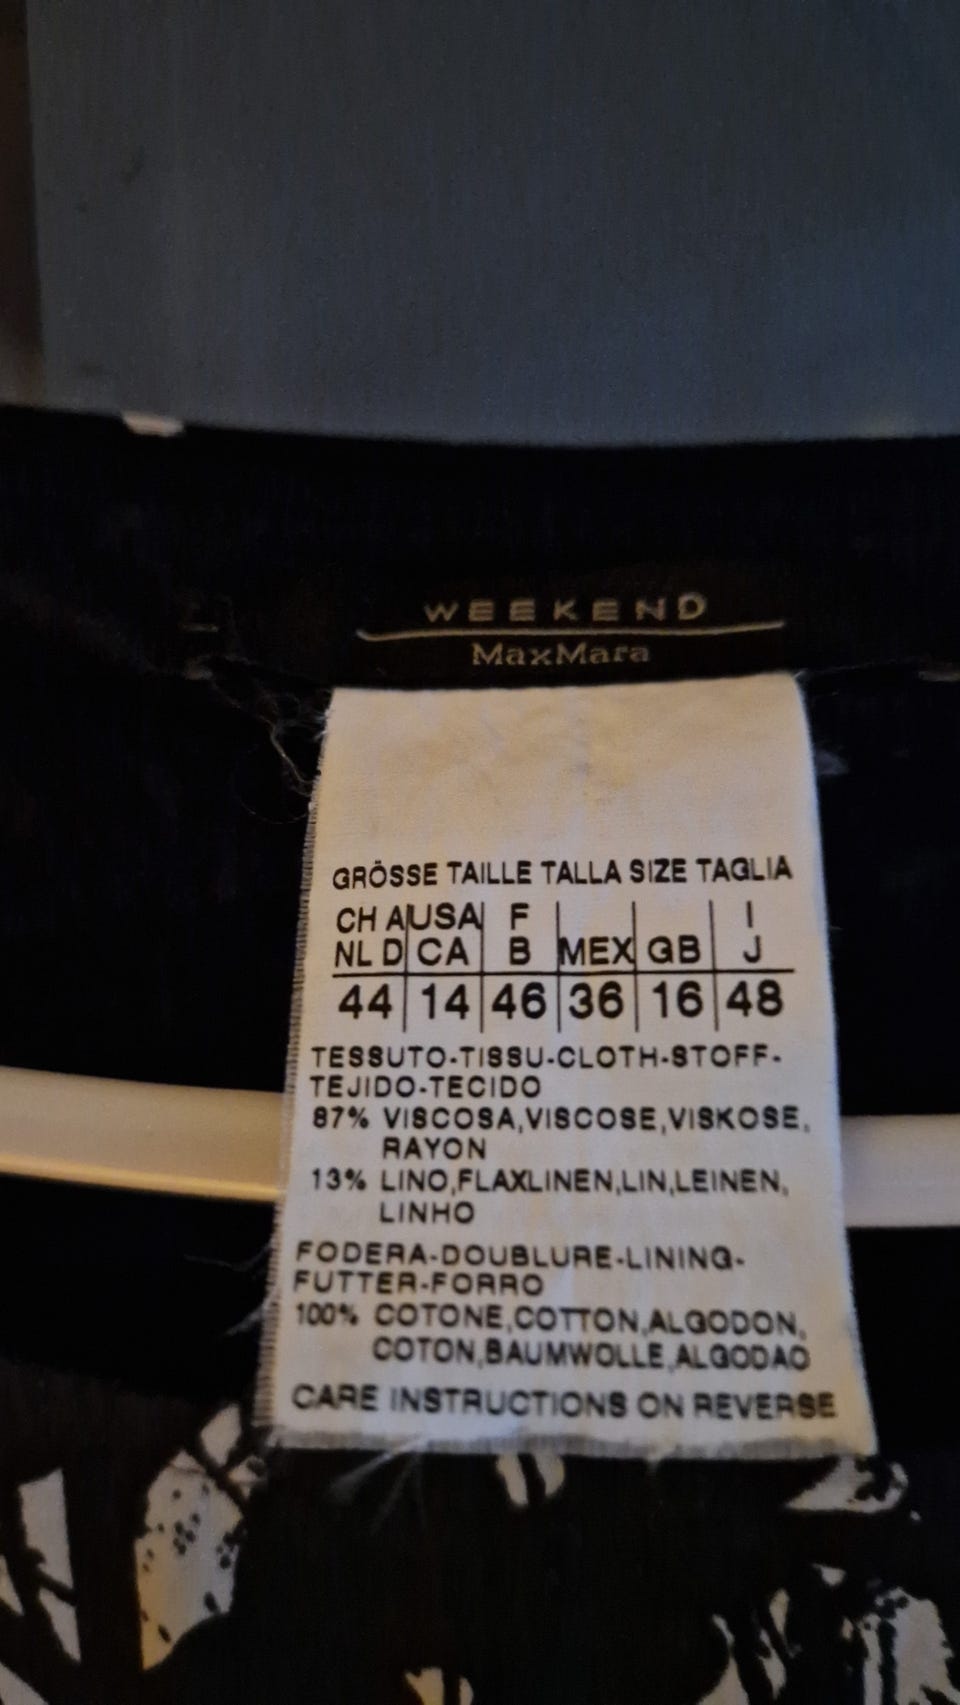 WEEKEND
MaxMara
GRÖSSE TAILLE TALLA SIZE TAGLIA
CH A USA F I
NL D CA B MEX GB J
44 14 46 36 16 48
TESSUTO-TISSU-CLOTH-STOFF-
TEJIDO-TECIDO
87% VISCOSA,VISCOSE,VISKOSE,
RAYON
13% LINO,FLAXLINEN,LIN,LEINEN,
LINHO
FODERA-DOUBLURE-LINING-
FUTTER-FORRO
100% COTONE,COTTON,ALGODON,
COTON,BAUMWOLLE,ALGODAO
CARE INSTRUCTIONS ON REVERSE